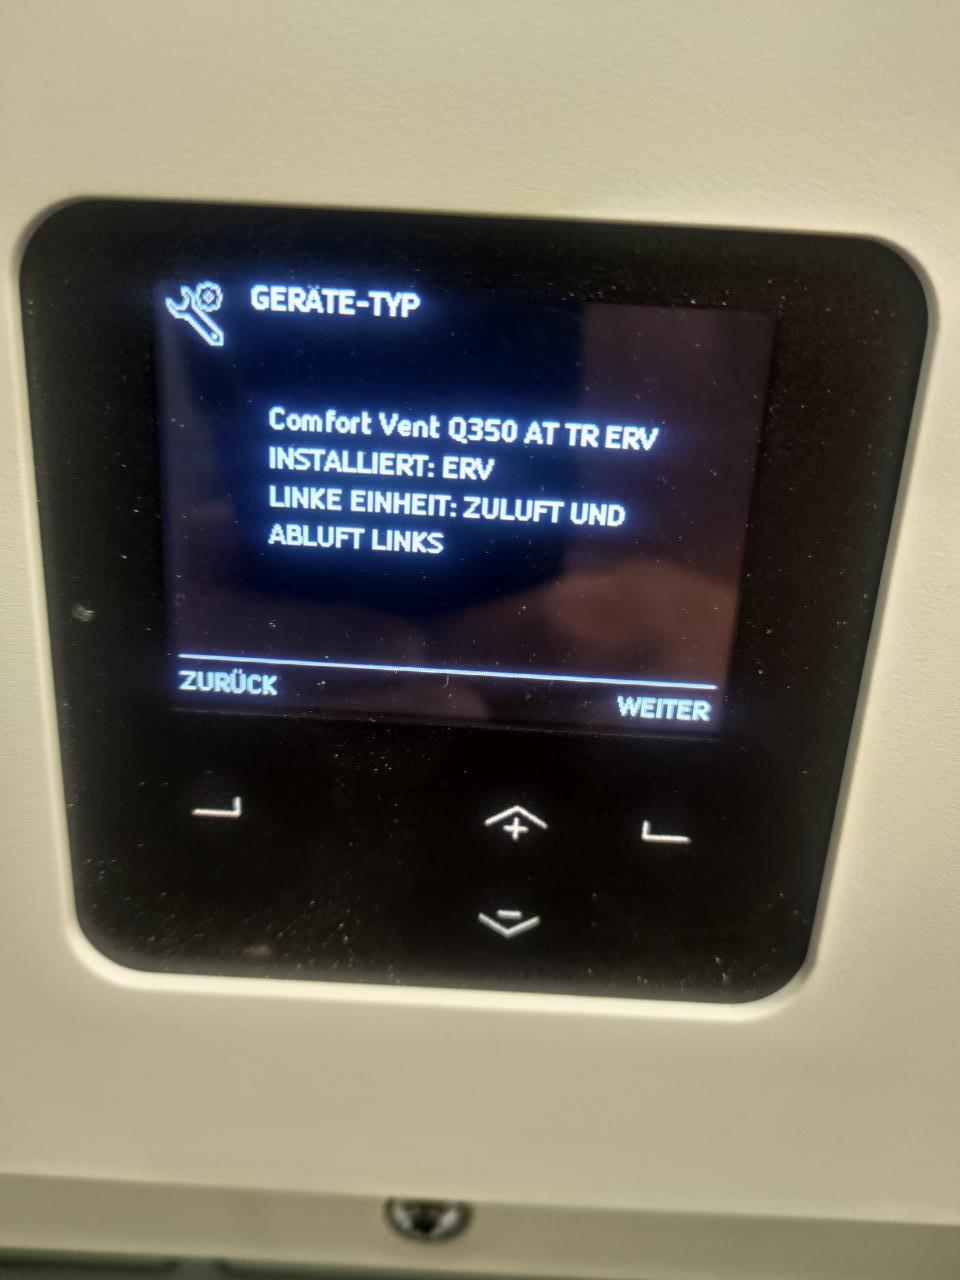 GERÄTE-TYP
Comfort Vent Q350 AT TR ERV
INSTALLIERT: ERV
LINKE EINHEIT: ZULUFT UND
ABLUFT LINKS
ZURÜCK
WEITER